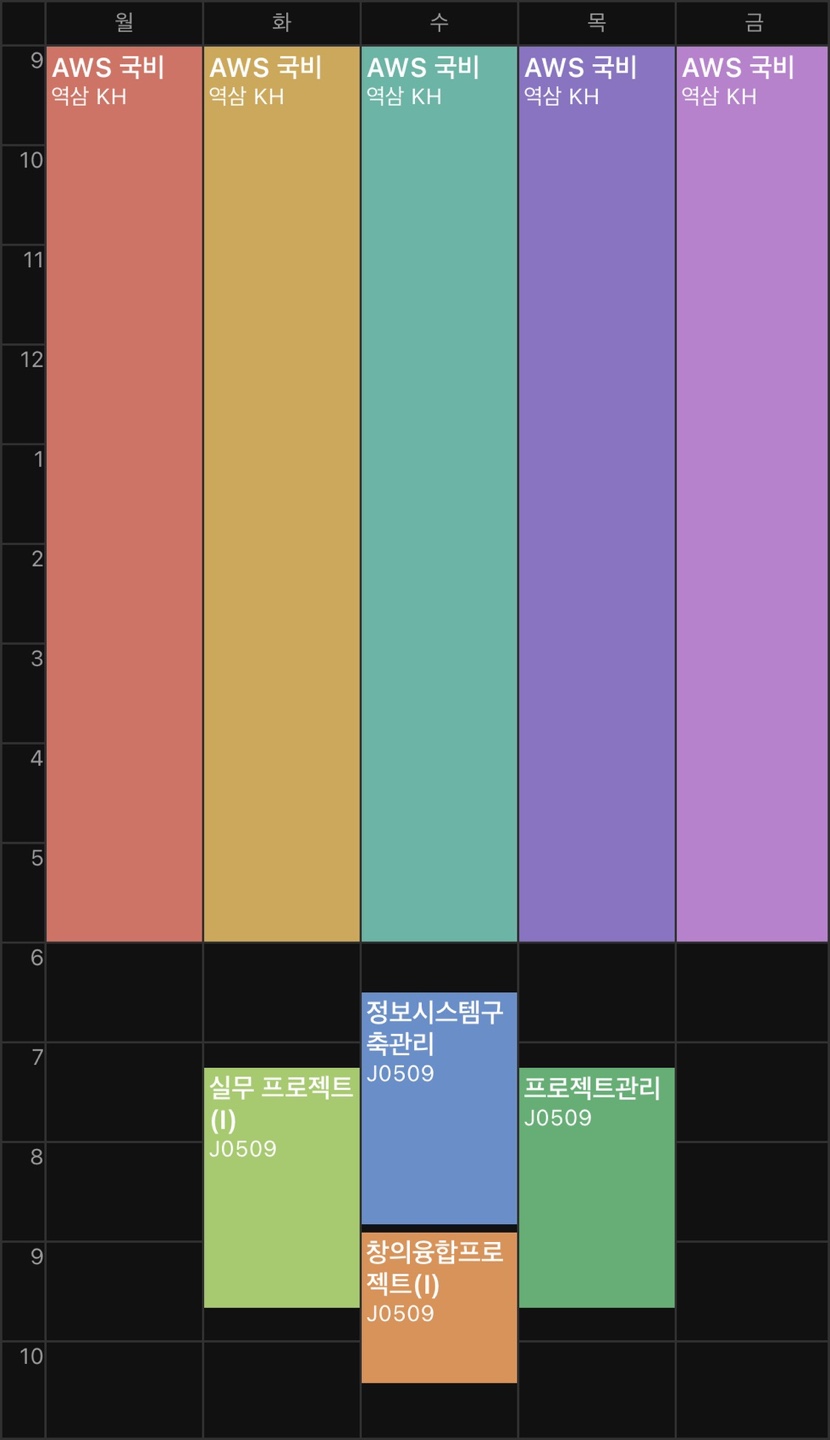 월 화 수 목 금
9
AWS 국비 AWS 국비 AWS 국비 AWS 국비 AWS 국비
역삼 KH 역삼 KH 역삼 KH 역삼 KH 역삼 KH
10
11
12
1
2
3
4
5
6
정보시스템구
축관리
J0509
7
실무 프로젝트
(I)
J0509
프로젝트관리
J0509
8
9
창의융합프로
젝트(I)
J0509
10